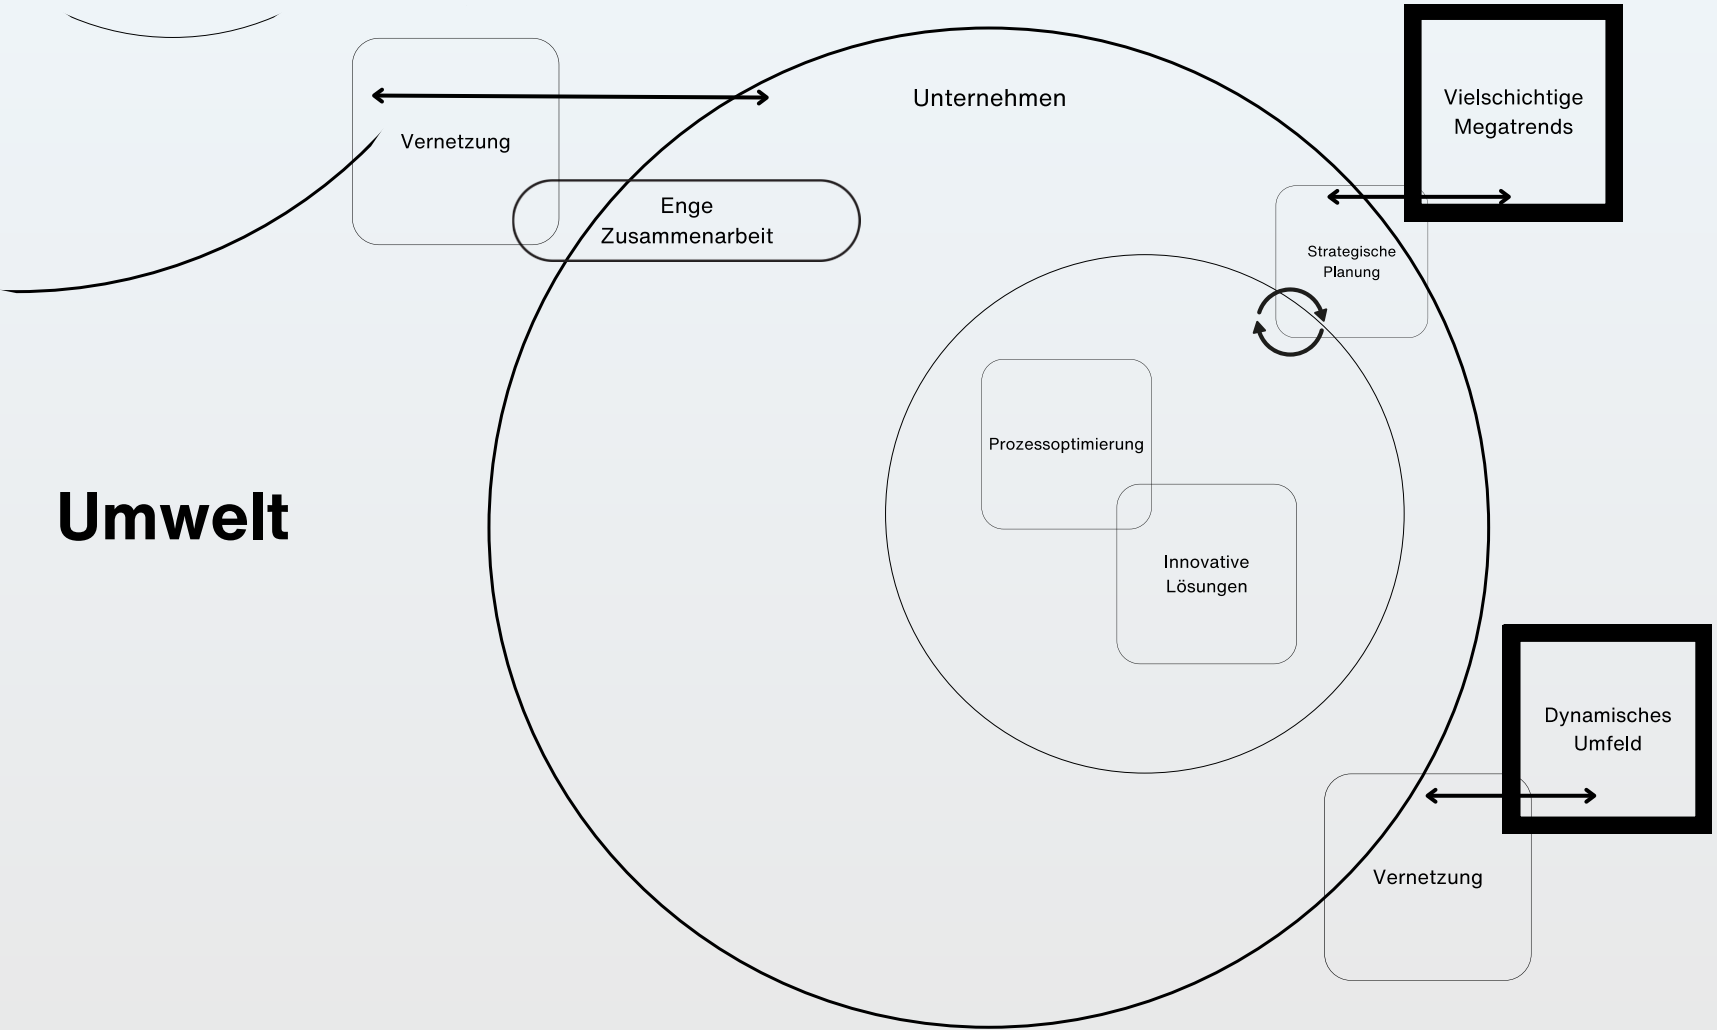 Unternehmen
Vielschichtige
Megatrends
Vernetzung
Enge
Zusammenarbeit
Strategische
Planung
Prozessoptimierung
Umwelt
Innovative
Lösungen
Dynamisches
Umfeld
Vernetzung